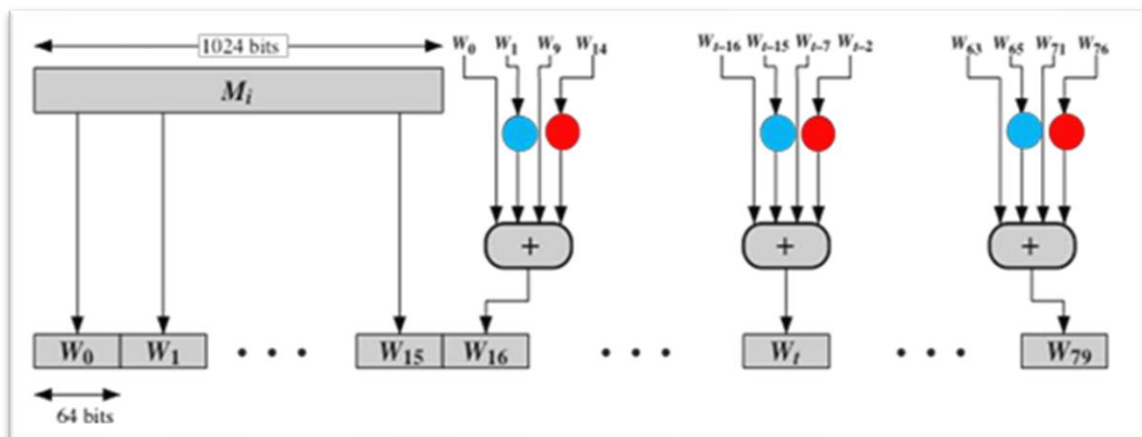 1024 bits W₀ W₁ W₉ W₁₄ Wₜ₋₁₆ Wₜ₋₁₅ Wₜ₋₇ Wₜ₋₂ W₆₃ W₆₅ W₇₁ W₇₆
Mᵢ
+ + +
W₀ W₁ • • • W₁₅ W₁₆ • • • Wₜ • • • W₇₉
64 bits